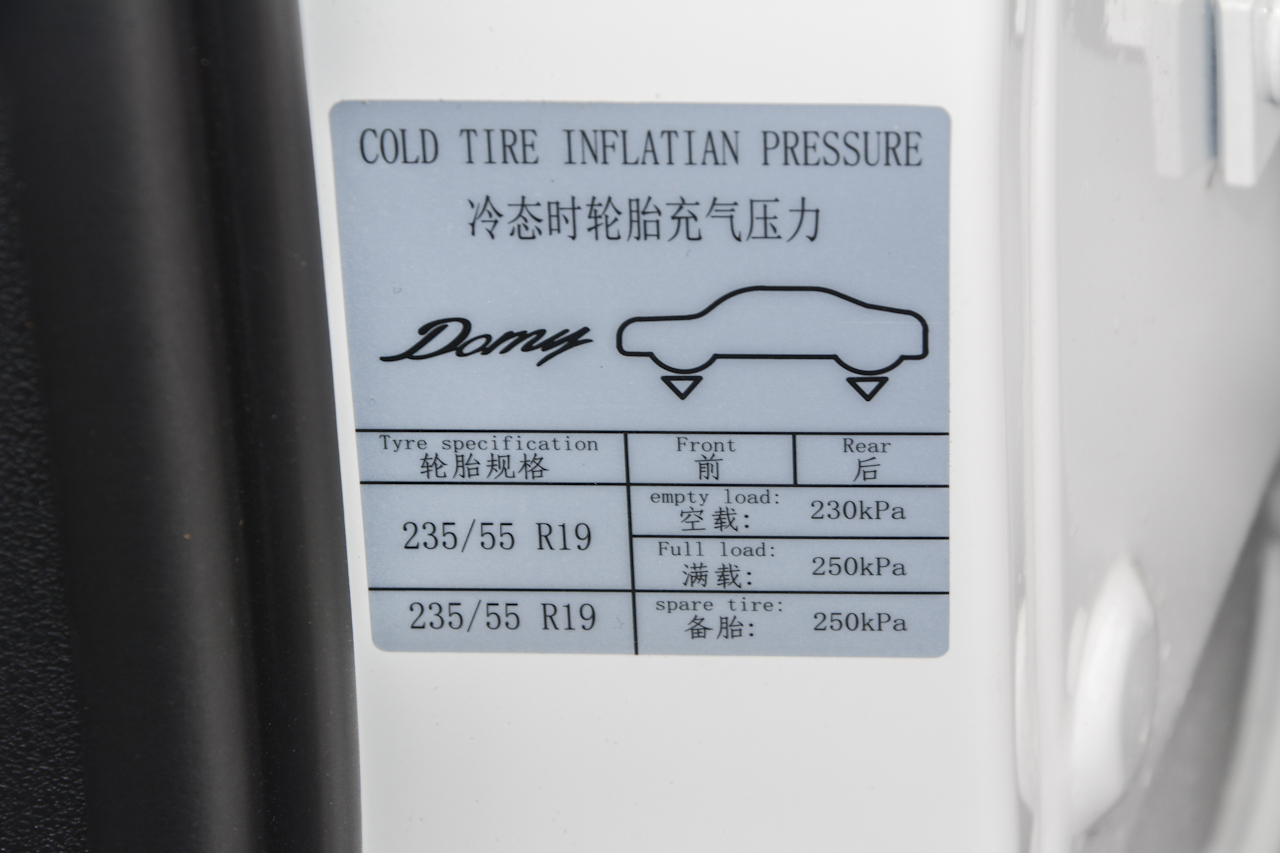 COLD TIRE INFLATIAN PRESSURE
冷态时轮胎充气压力
Domy
Tyre specification Front Rear
轮胎规格 前 后
235/55 R19
empty load: 230kPa
空载:
Full load: 250kPa
满载:
235/55 R19
spare tire: 250kPa
备胎: